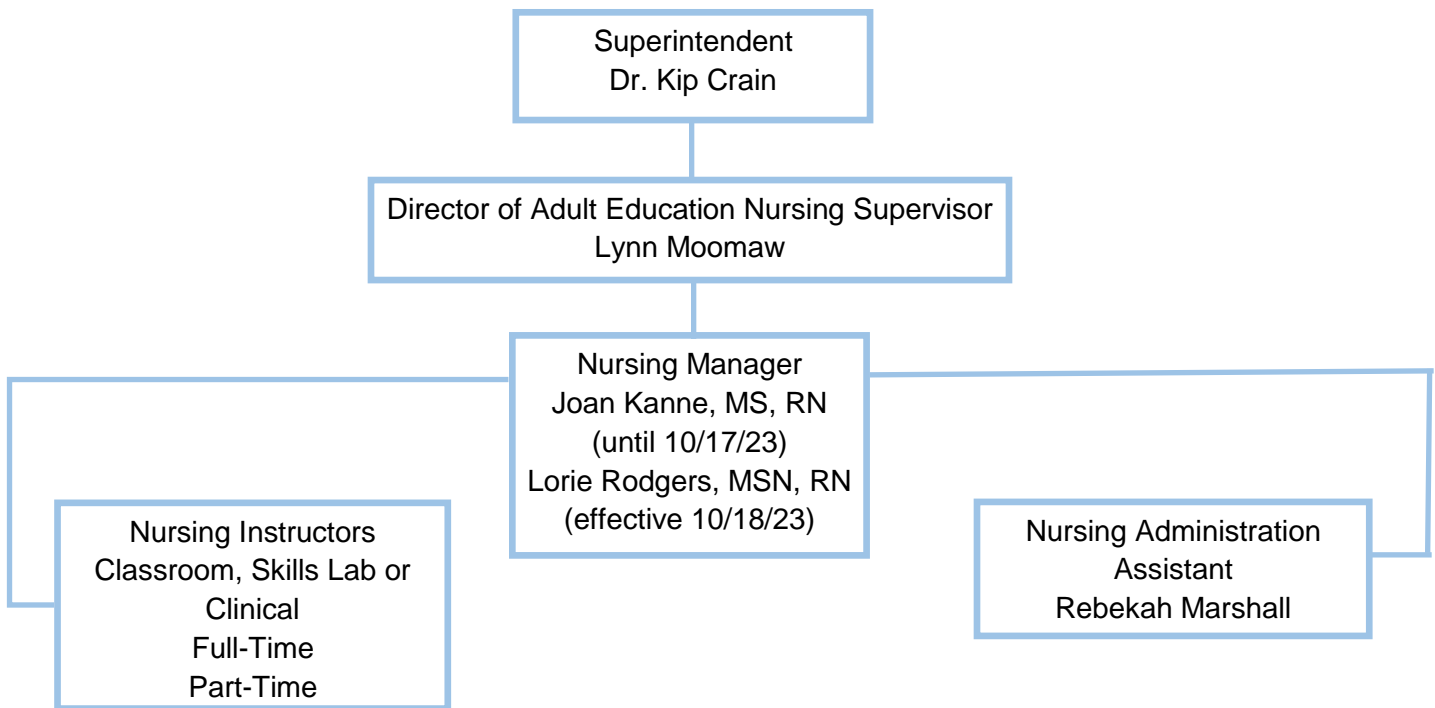 Superintendent
Dr. Kip Crain
Director of Adult Education Nursing Supervisor
Lynn Moomaw
Nursing Manager
Joan Kanne, MS, RN
(until 10/17/23)
Lorie Rodgers, MSN, RN
(effective 10/18/23)
Nursing Instructors
Classroom, Skills Lab or
Clinical
Full-Time
Part-Time
Nursing Administration
Assistant
Rebekah Marshall